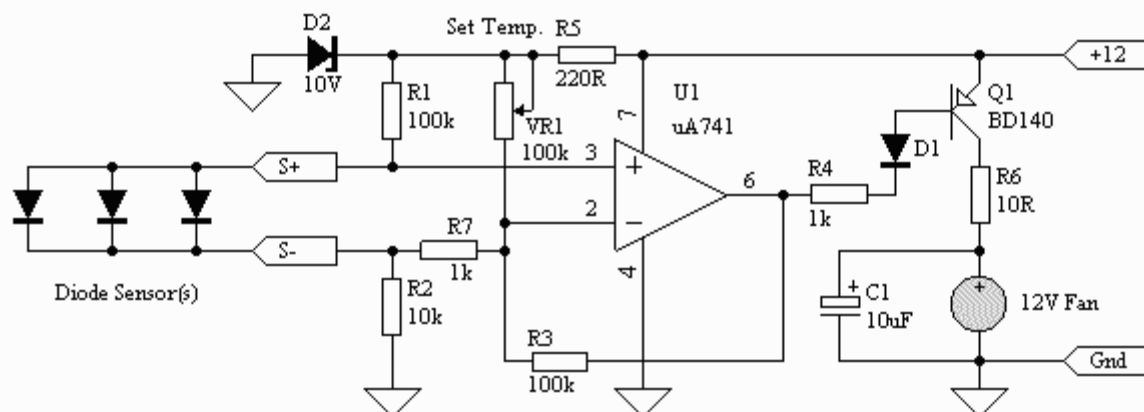 D2
10V
Set Temp.
R5
220R
+12
R1
100k
VR1
100k
7
U1
uA741
Q1
BD140
D1
S+
3
+
2
−
6
R4
1k
R6
10R
S-
R7
1k
4
Diode Sensor(s)
R2
10k
+
C1
10uF
+
12V Fan
R3
100k
Gnd